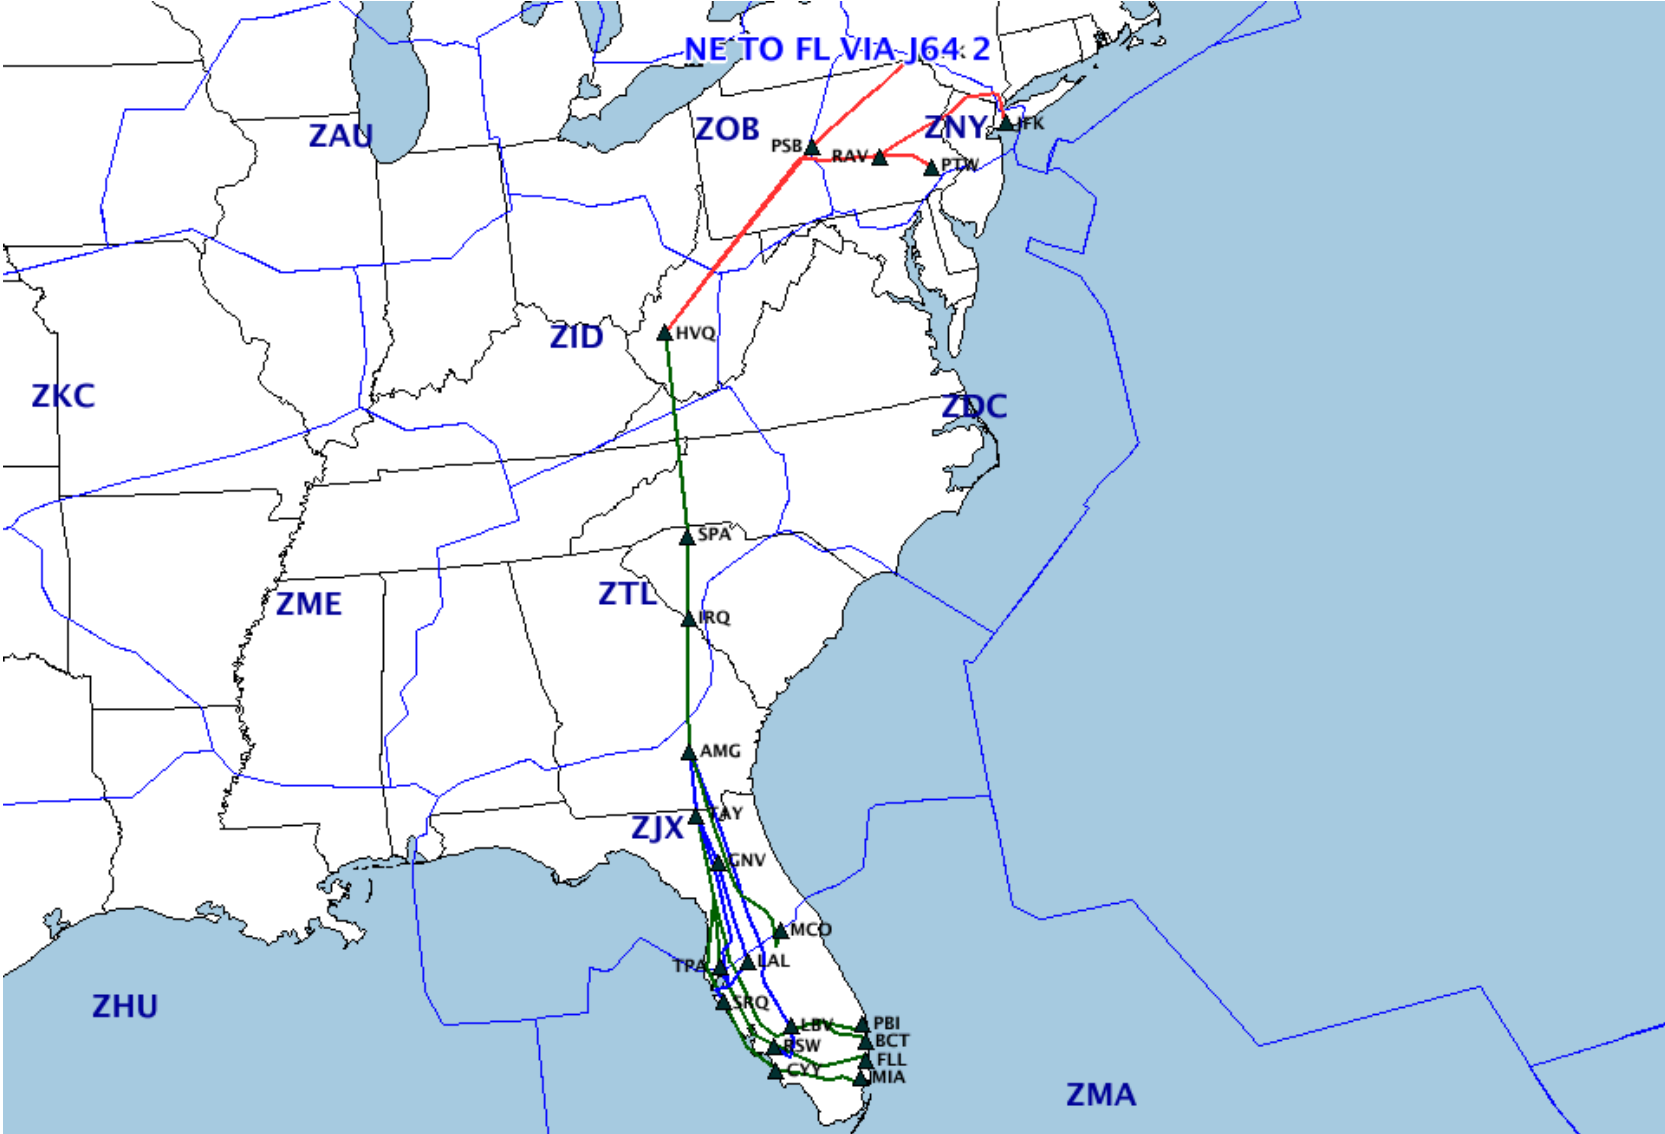 NE TO FL VIA J64 2
ZAU
ZOB
ZNY
JFK
PSB
RAV
PTW
ZID
HVQ
ZKC
ZDC
SPA
ZTL
ZME
IRQ
AMG
TAY
ZJX
GNV
MCO
TPA
LAL
ZHU
SRQ
LBV
PBI
RSW
BCT
FLL
CYY
MIA
ZMA